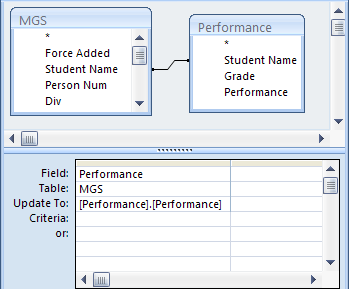 MGS
*
Force Added
Student Name
Person Num
Div
Performance
*
Student Name
Grade
Performance
Field: Performance
Table: MGS
Update To: [Performance].[Performance]
Criteria:
or: